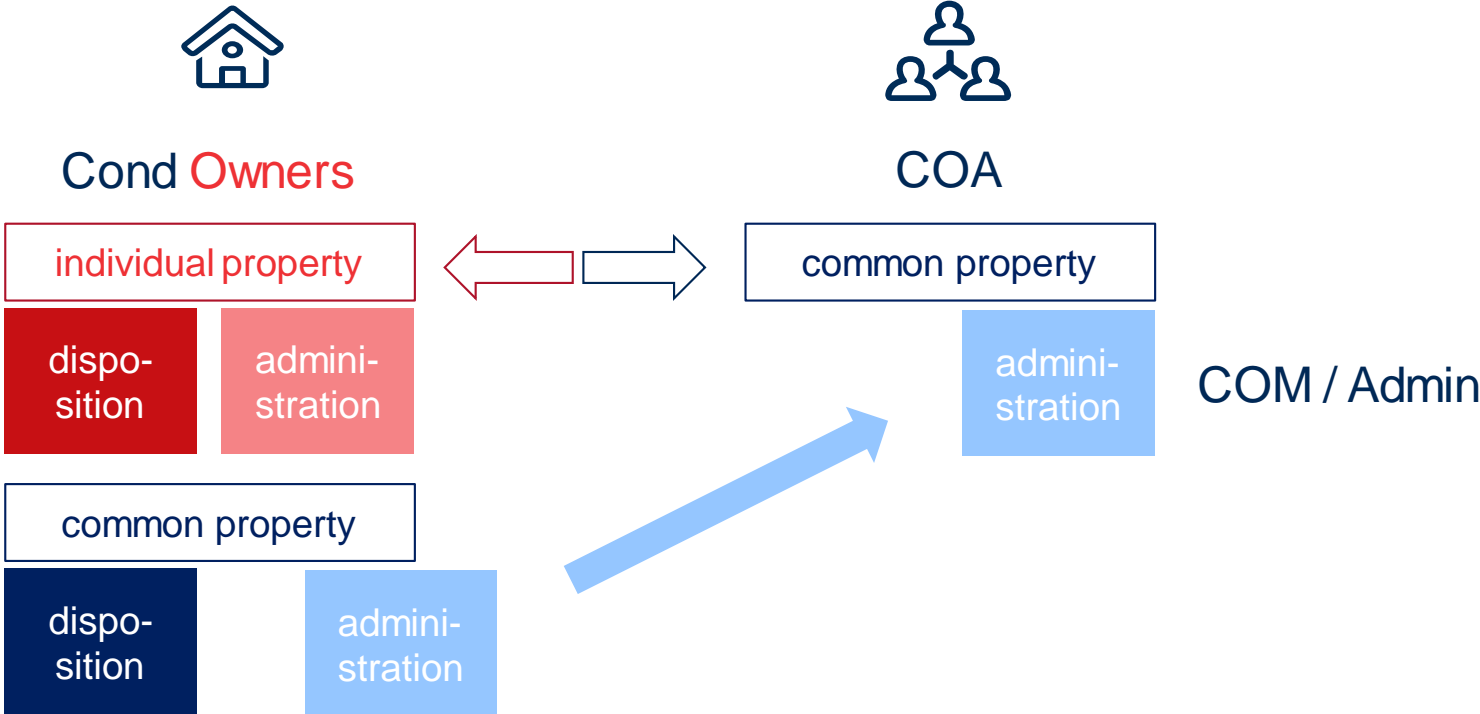 Cond Owners
COA
individual property
common property
dispo-
sition
admini-
stration
admini-
stration
COM / Admin
common property
dispo-
sition
admini-
stration